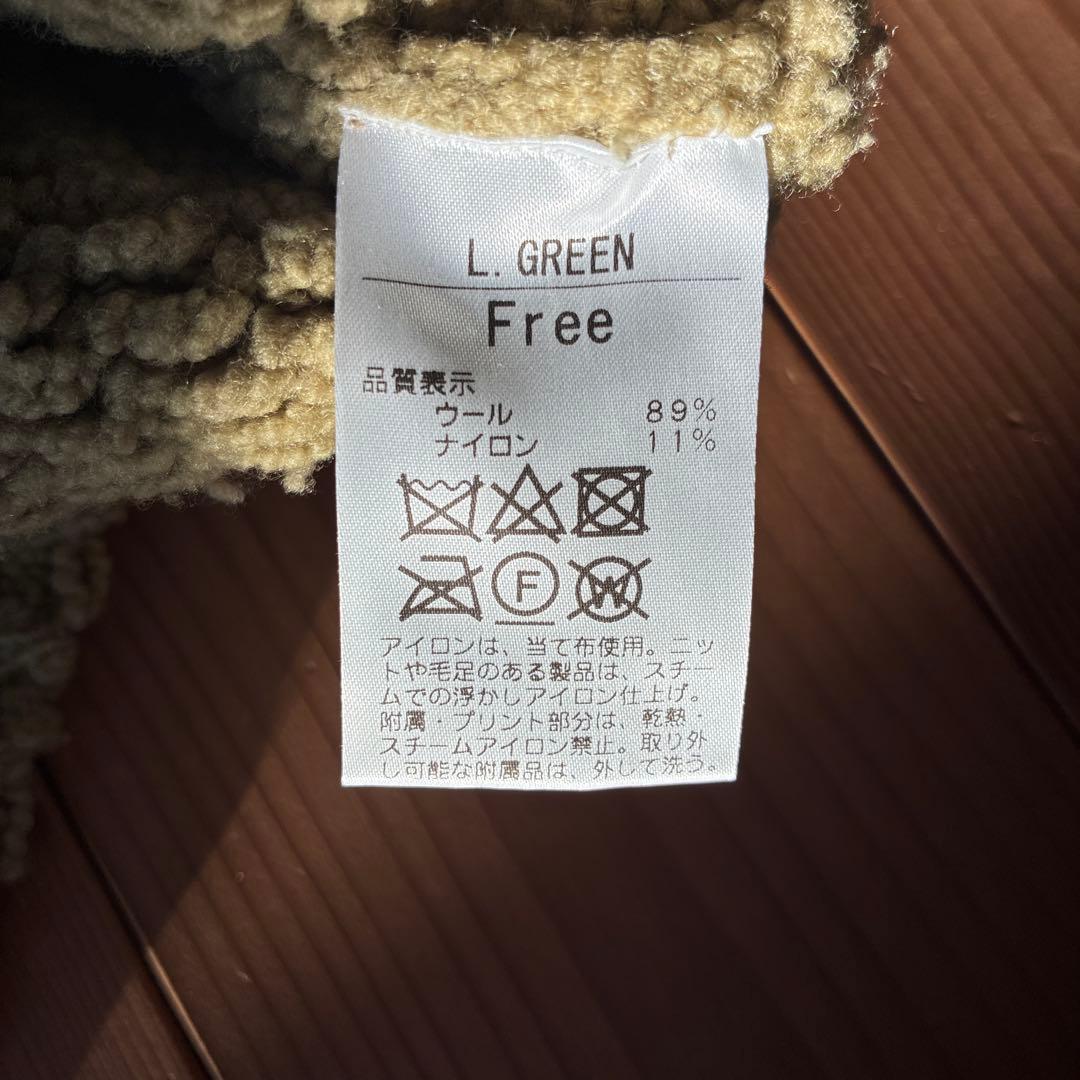 L. GREEN
Free
品質表示
ウール 89%
ナイロン 11%
F
W
アイロンは、当て布使用。ニッ
トや毛足のある製品は、スチー
ムでの浮かしアイロン仕上げ。
附属・プリント部分は、乾熱・
スチームアイロン禁止。取り外
し可能な附属品は、外して洗う。